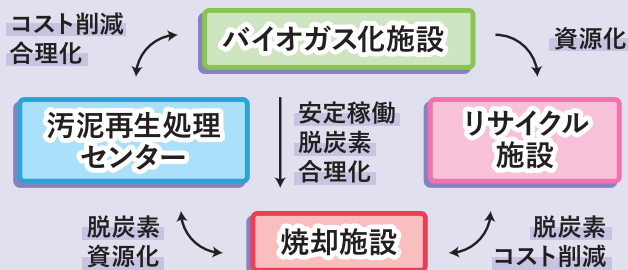 コスト削減
合理化
バイオガス化施設
資源化
汚泥再生処理
センター
安定稼働
脱炭素
合理化
リサイクル
施設
脱炭素
資源化
焼却施設
脱炭素
コスト削減